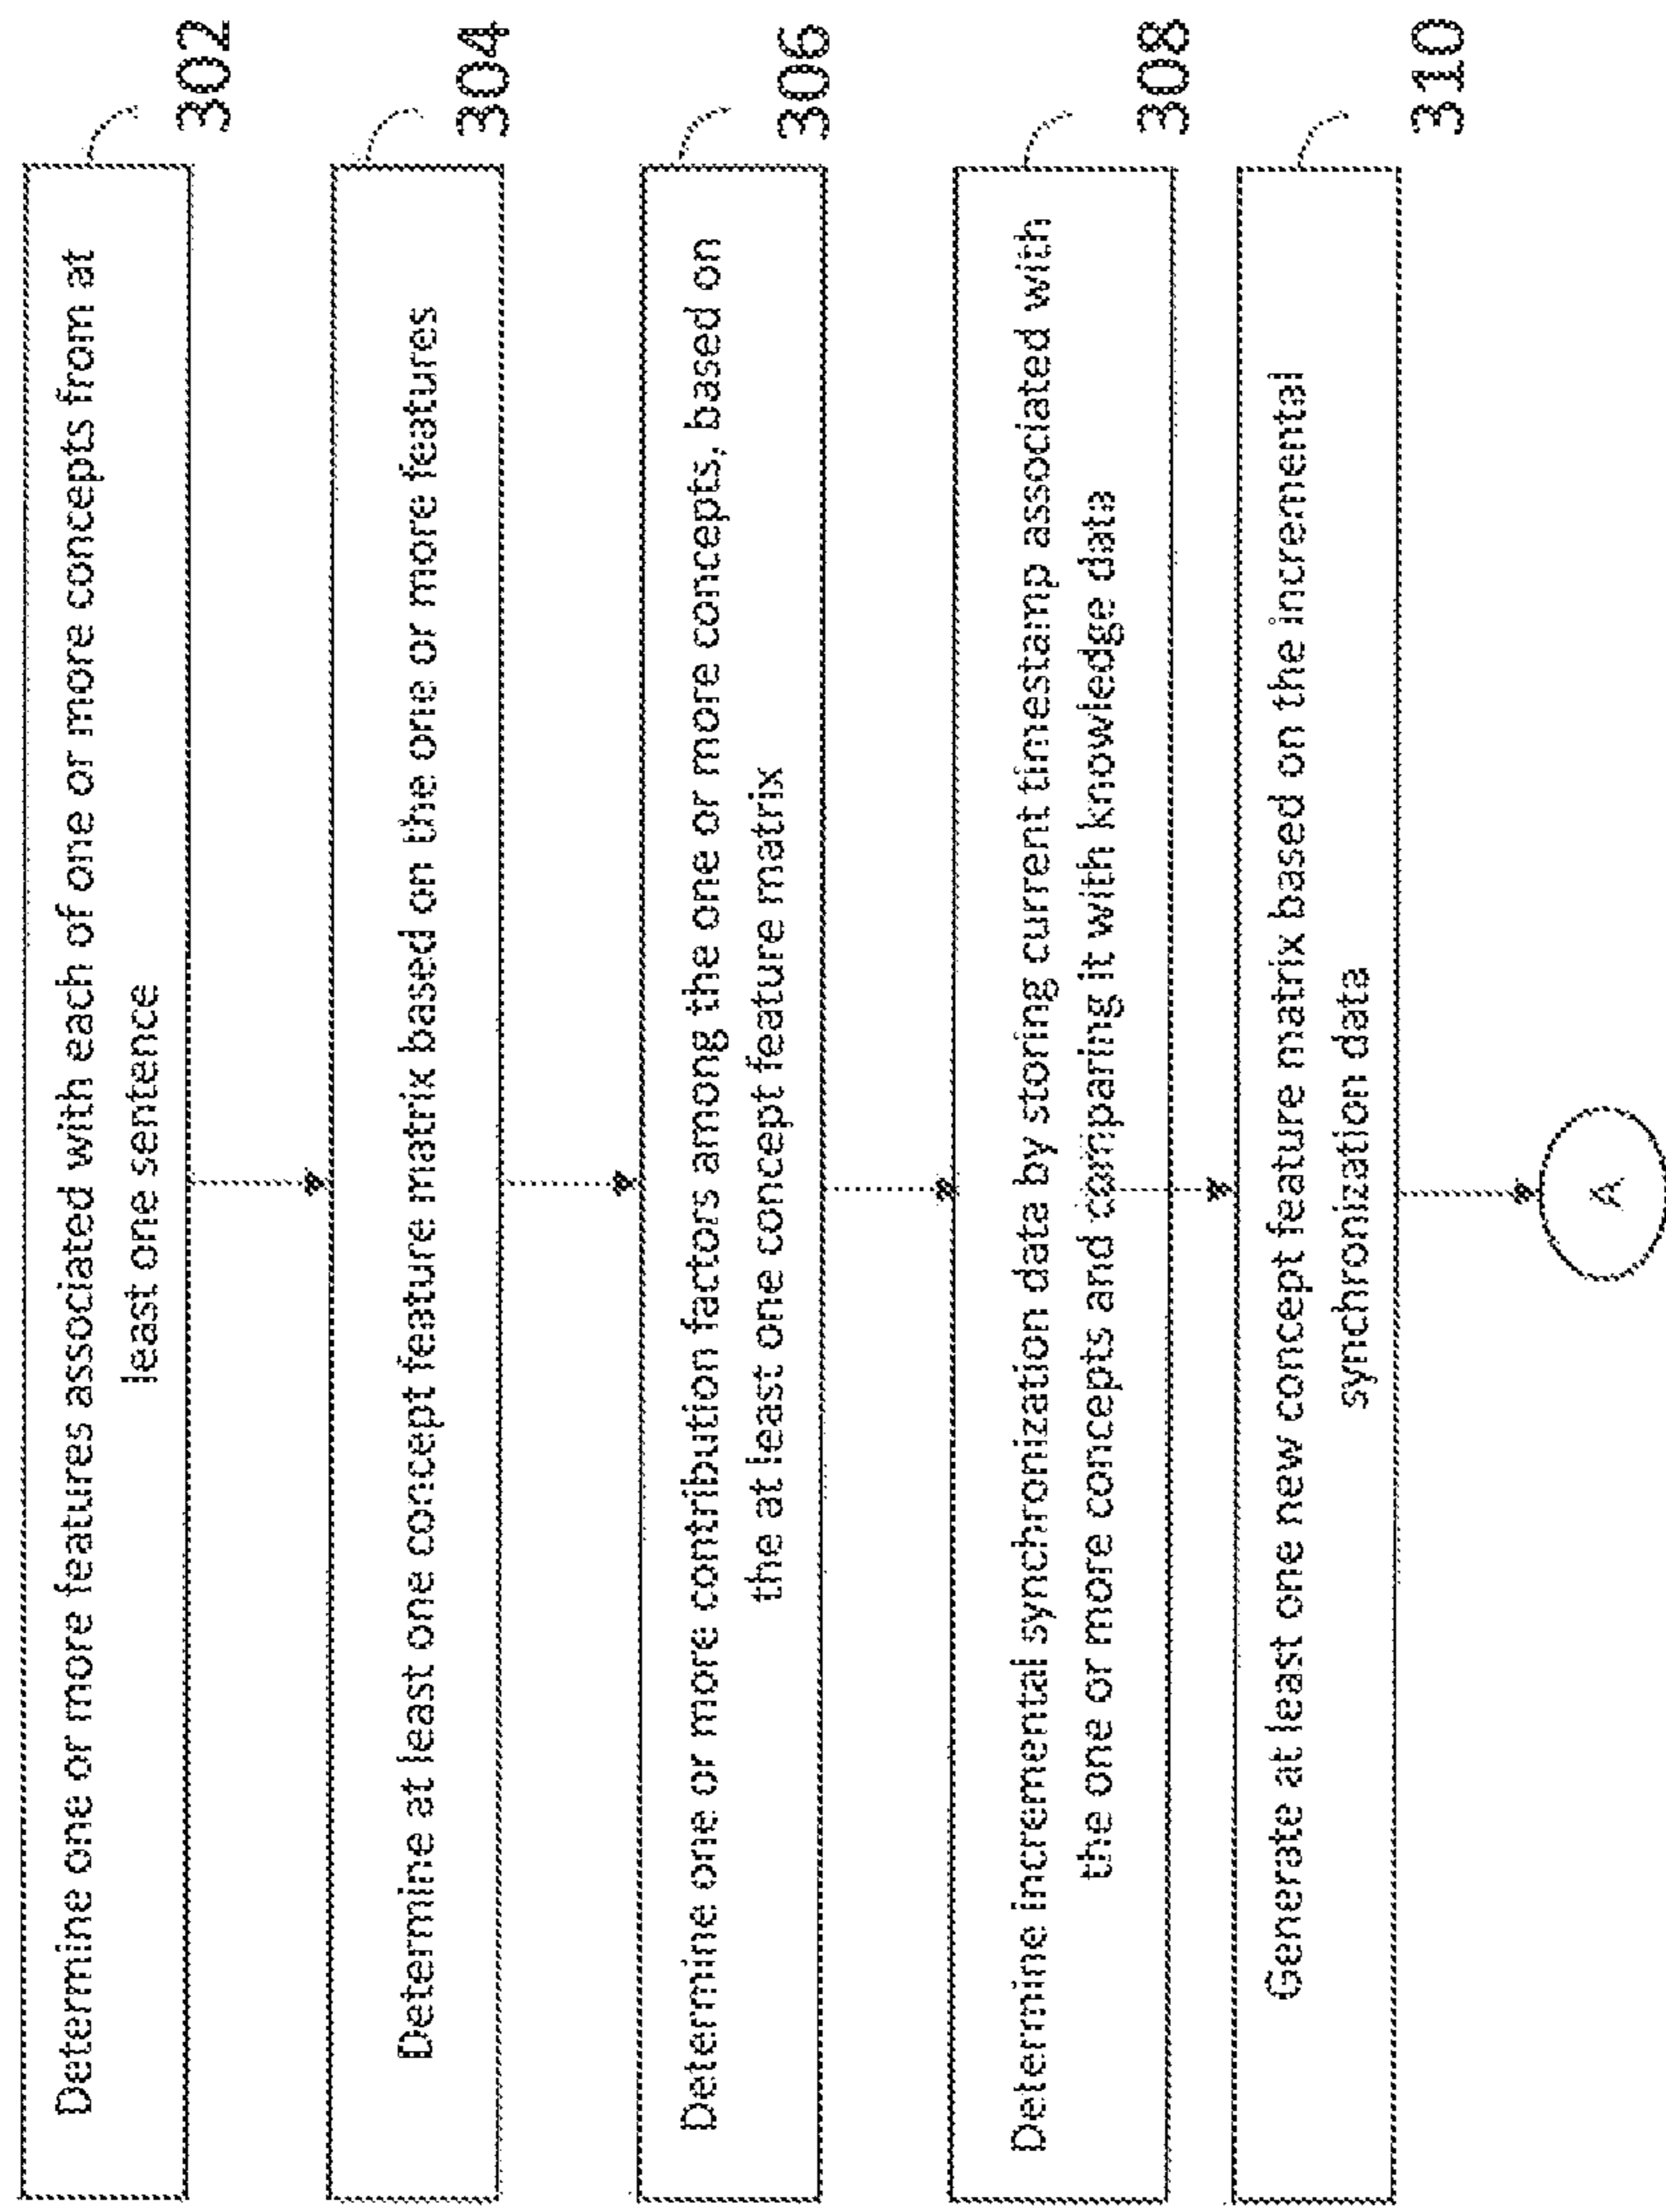 Determine one or more features associated with each of one or more concepts from at
least one sentence
302
Determine at least one concept feature matrix based on the one or more features
304
Determine one or more contribution factors among the one or more concepts, based on
the at least one concept feature matrix
306
Determine incremental synchronization data by storing current timestamp associated with
the one or more concepts and comparing it with knowledge data
308
Generate at least one new concept feature matrix based on the incremental
synchronization data
310
A